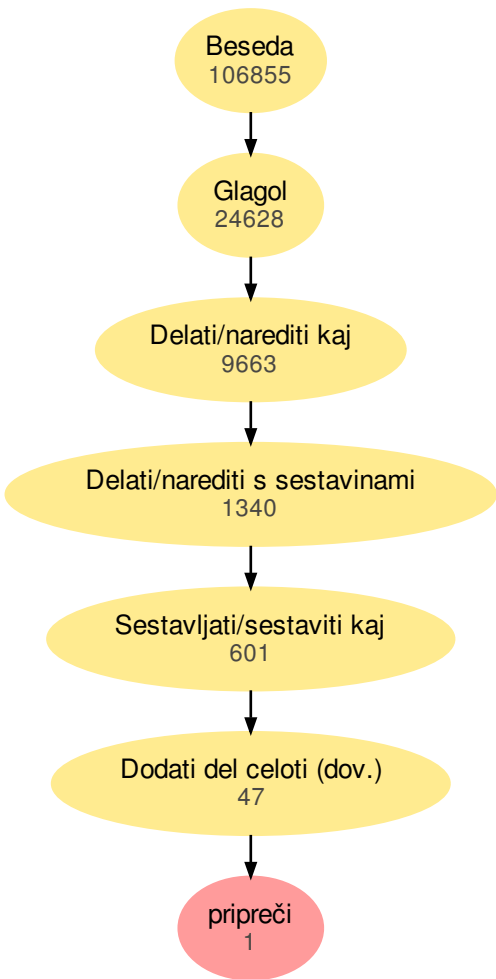 Beseda
106855
Glagol
24628
Delati/narediti kaj
9663
Delati/narediti s sestavinami
1340
Sestavljati/sestaviti kaj
601
Dodati del celoti (dov.)
47
pripreči
1